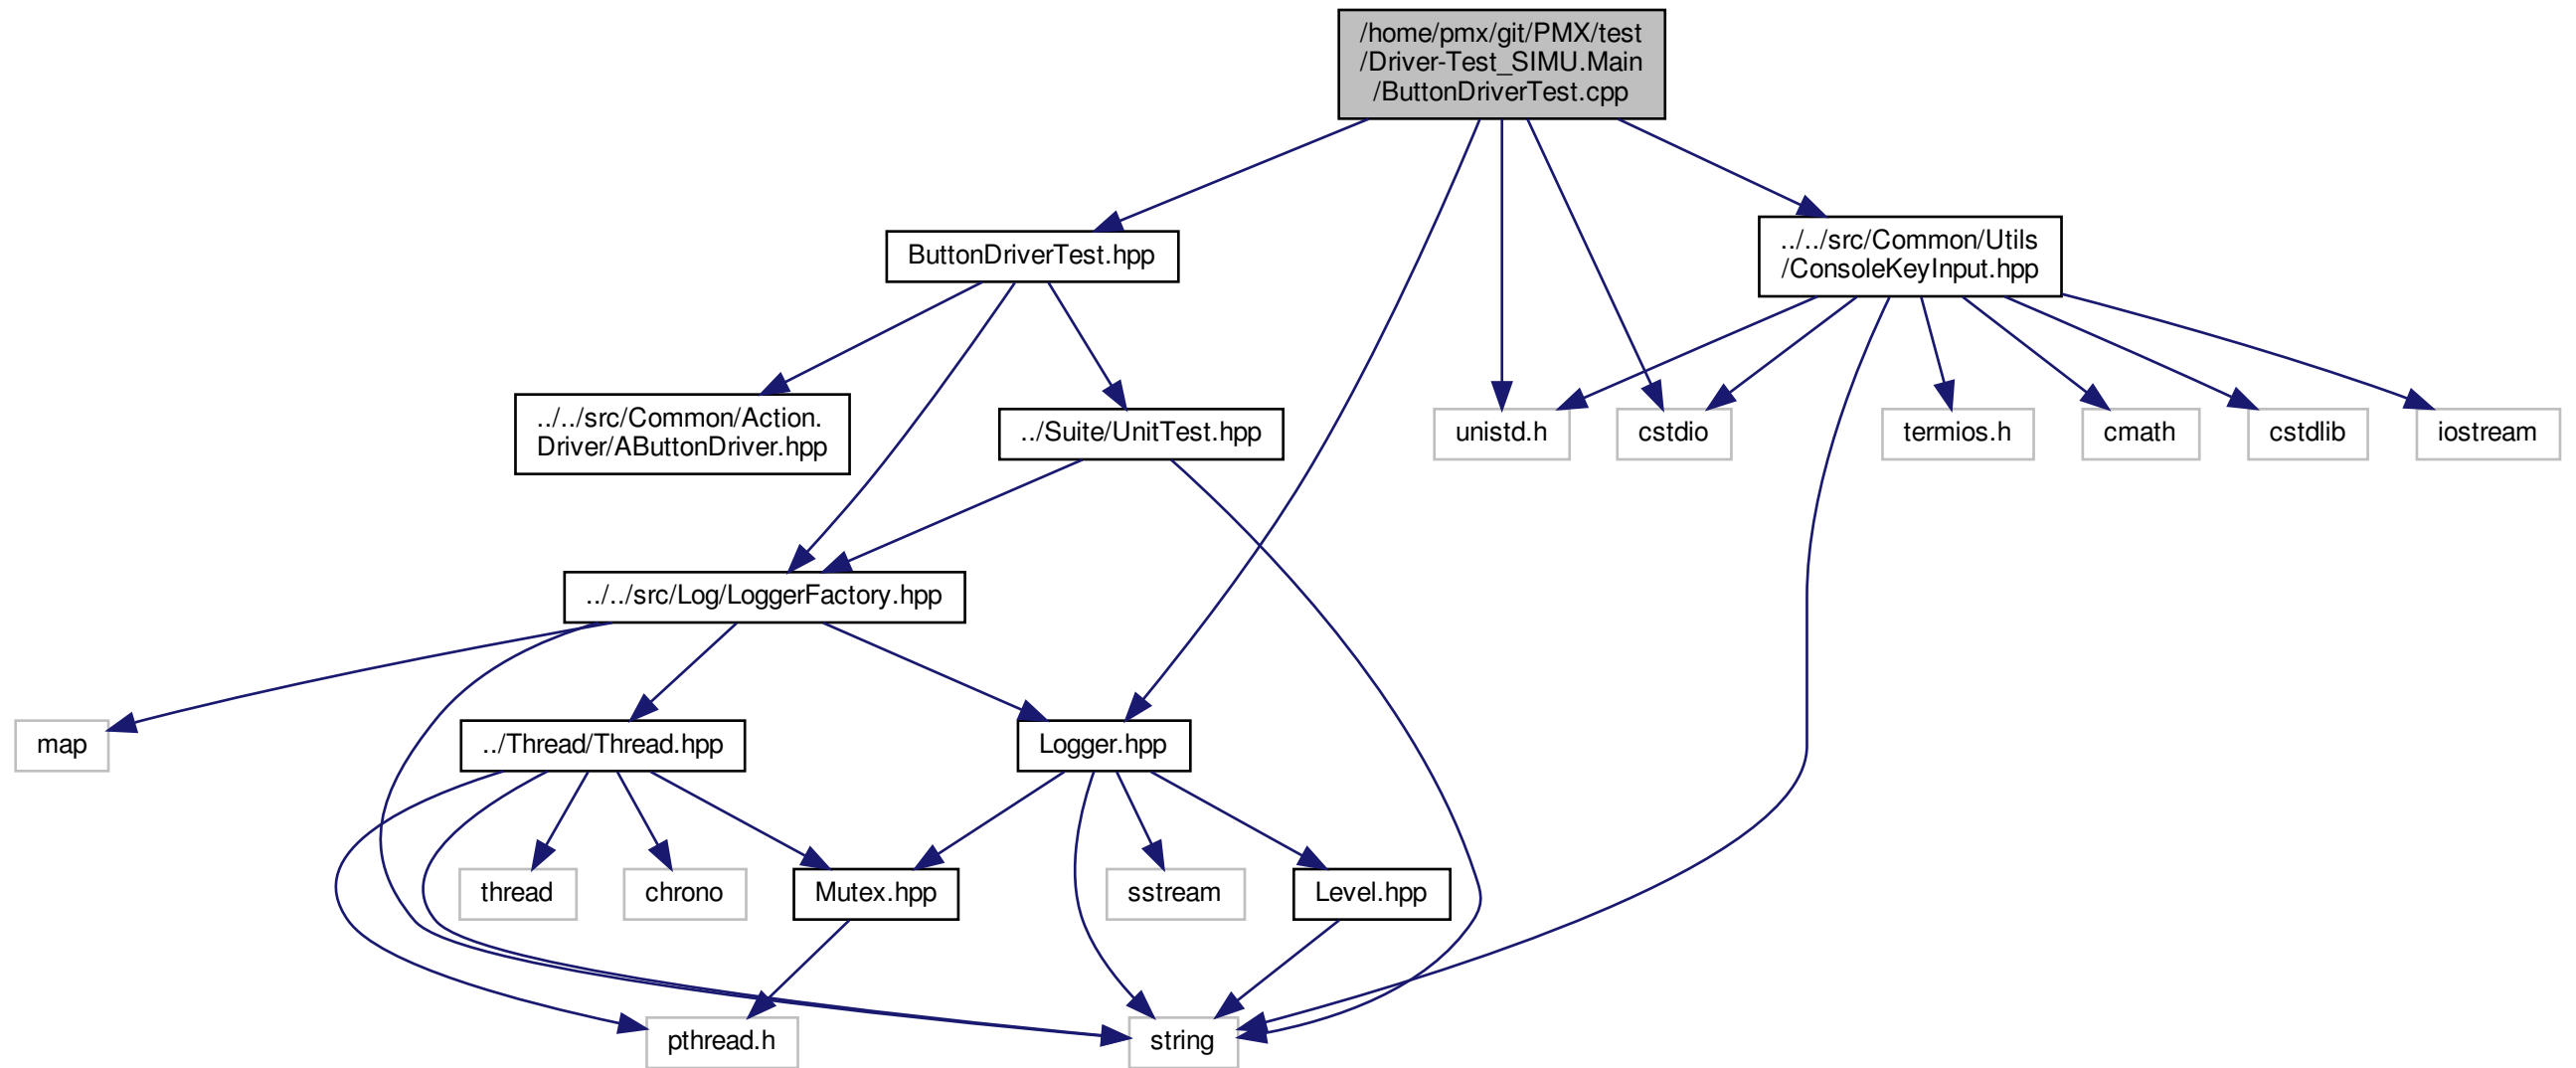 /home/pmx/git/PMX/test
/Driver-Test_SIMU.Main
/ButtonDriverTest.cpp
ButtonDriverTest.hpp
../../src/Common/Utils
/ConsoleKeyInput.hpp
../../src/Common/Action.
Driver/AButtonDriver.hpp
../Suite/UnitTest.hpp
unistd.h
cstdio
termios.h
cmath
cstdlib
iostream
../../src/Log/LoggerFactory.hpp
map
../Thread/Thread.hpp
Logger.hpp
thread
chrono
Mutex.hpp
sstream
Level.hpp
pthread.h
string